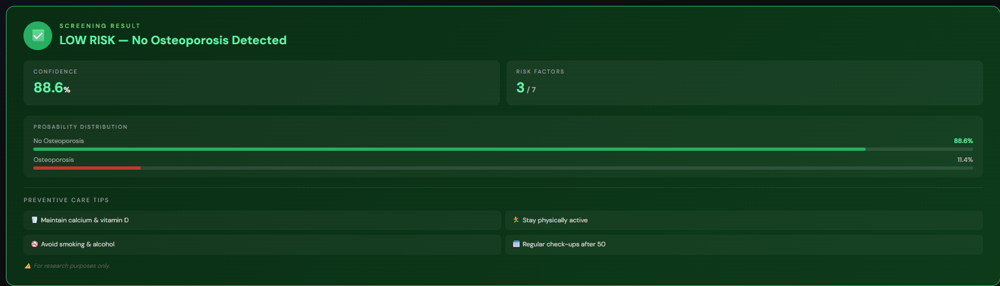 SCREENING RESULT
LOW RISK — No Osteoporosis Detected
CONFIDENCE
88.6%
RISK FACTORS
3 / 7
PROBABILITY DISTRIBUTION
No Osteoporosis 88.6%
Osteoporosis 11.4%
PREVENTIVE CARE TIPS
Maintain calcium & vitamin D
Stay physically active
Avoid smoking & alcohol
Regular check-ups after 50
For research purposes only.